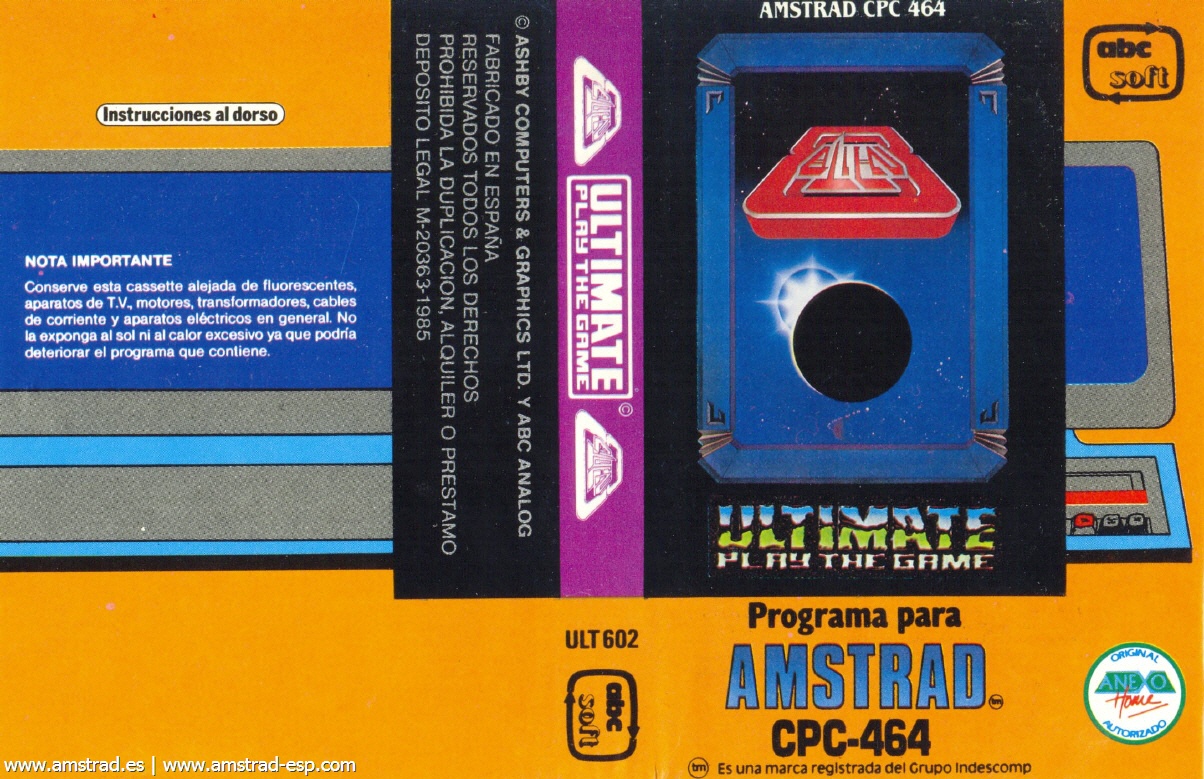 Instrucciones al dorso
NOTA IMPORTANTE
Conserve esta cassette alejada de fluorescentes,
aparatos de T.V., motores, transformadores, cables
de corriente y aparatos eléctricos en general. No
la exponga al sol ni al calor excesivo ya que podría
deteriorar el programa que contiene.
www.amstrad.es | www.amstrad-esp.com
© ASHBY COMPUTERS & GRAPHICS LTD. Y ABC ANALOG
FABRICADO EN ESPAÑA
RESERVADOS TODOS LOS DERECHOS
PROHIBIDA LA DUPLICACION, ALQUILER O PRESTAMO
DEPOSITO LEGAL M-20363-1985
ULTIMATE
PLAY THE GAME
©
ULT 602
abc
soft
AMSTRAD CPC 464
ULTIMATE
PLAY THE GAME
Programa para
AMSTRAD tm
CPC-464
tm Es una marca registrada del Grupo Indescomp
abc
soft
ORIGINAL
ANEXO
Home
AUTORIZADO